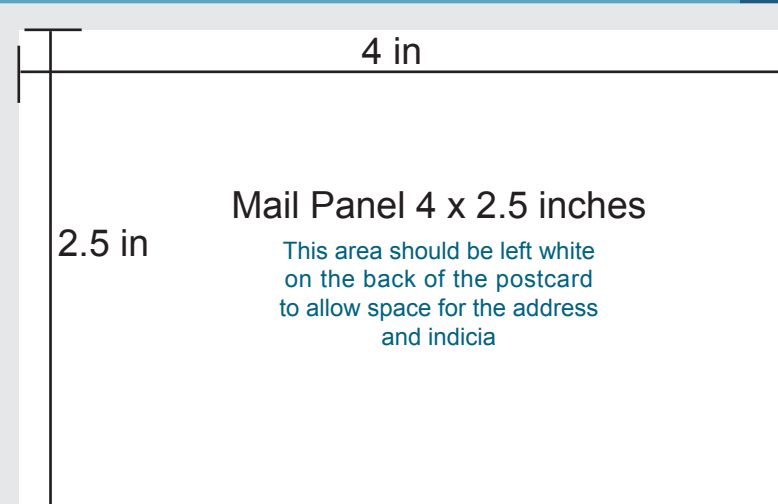 4 in
Mail Panel 4 x 2.5 inches
2.5 in
This area should be left white
on the back of the postcard
to allow space for the address
and indicia